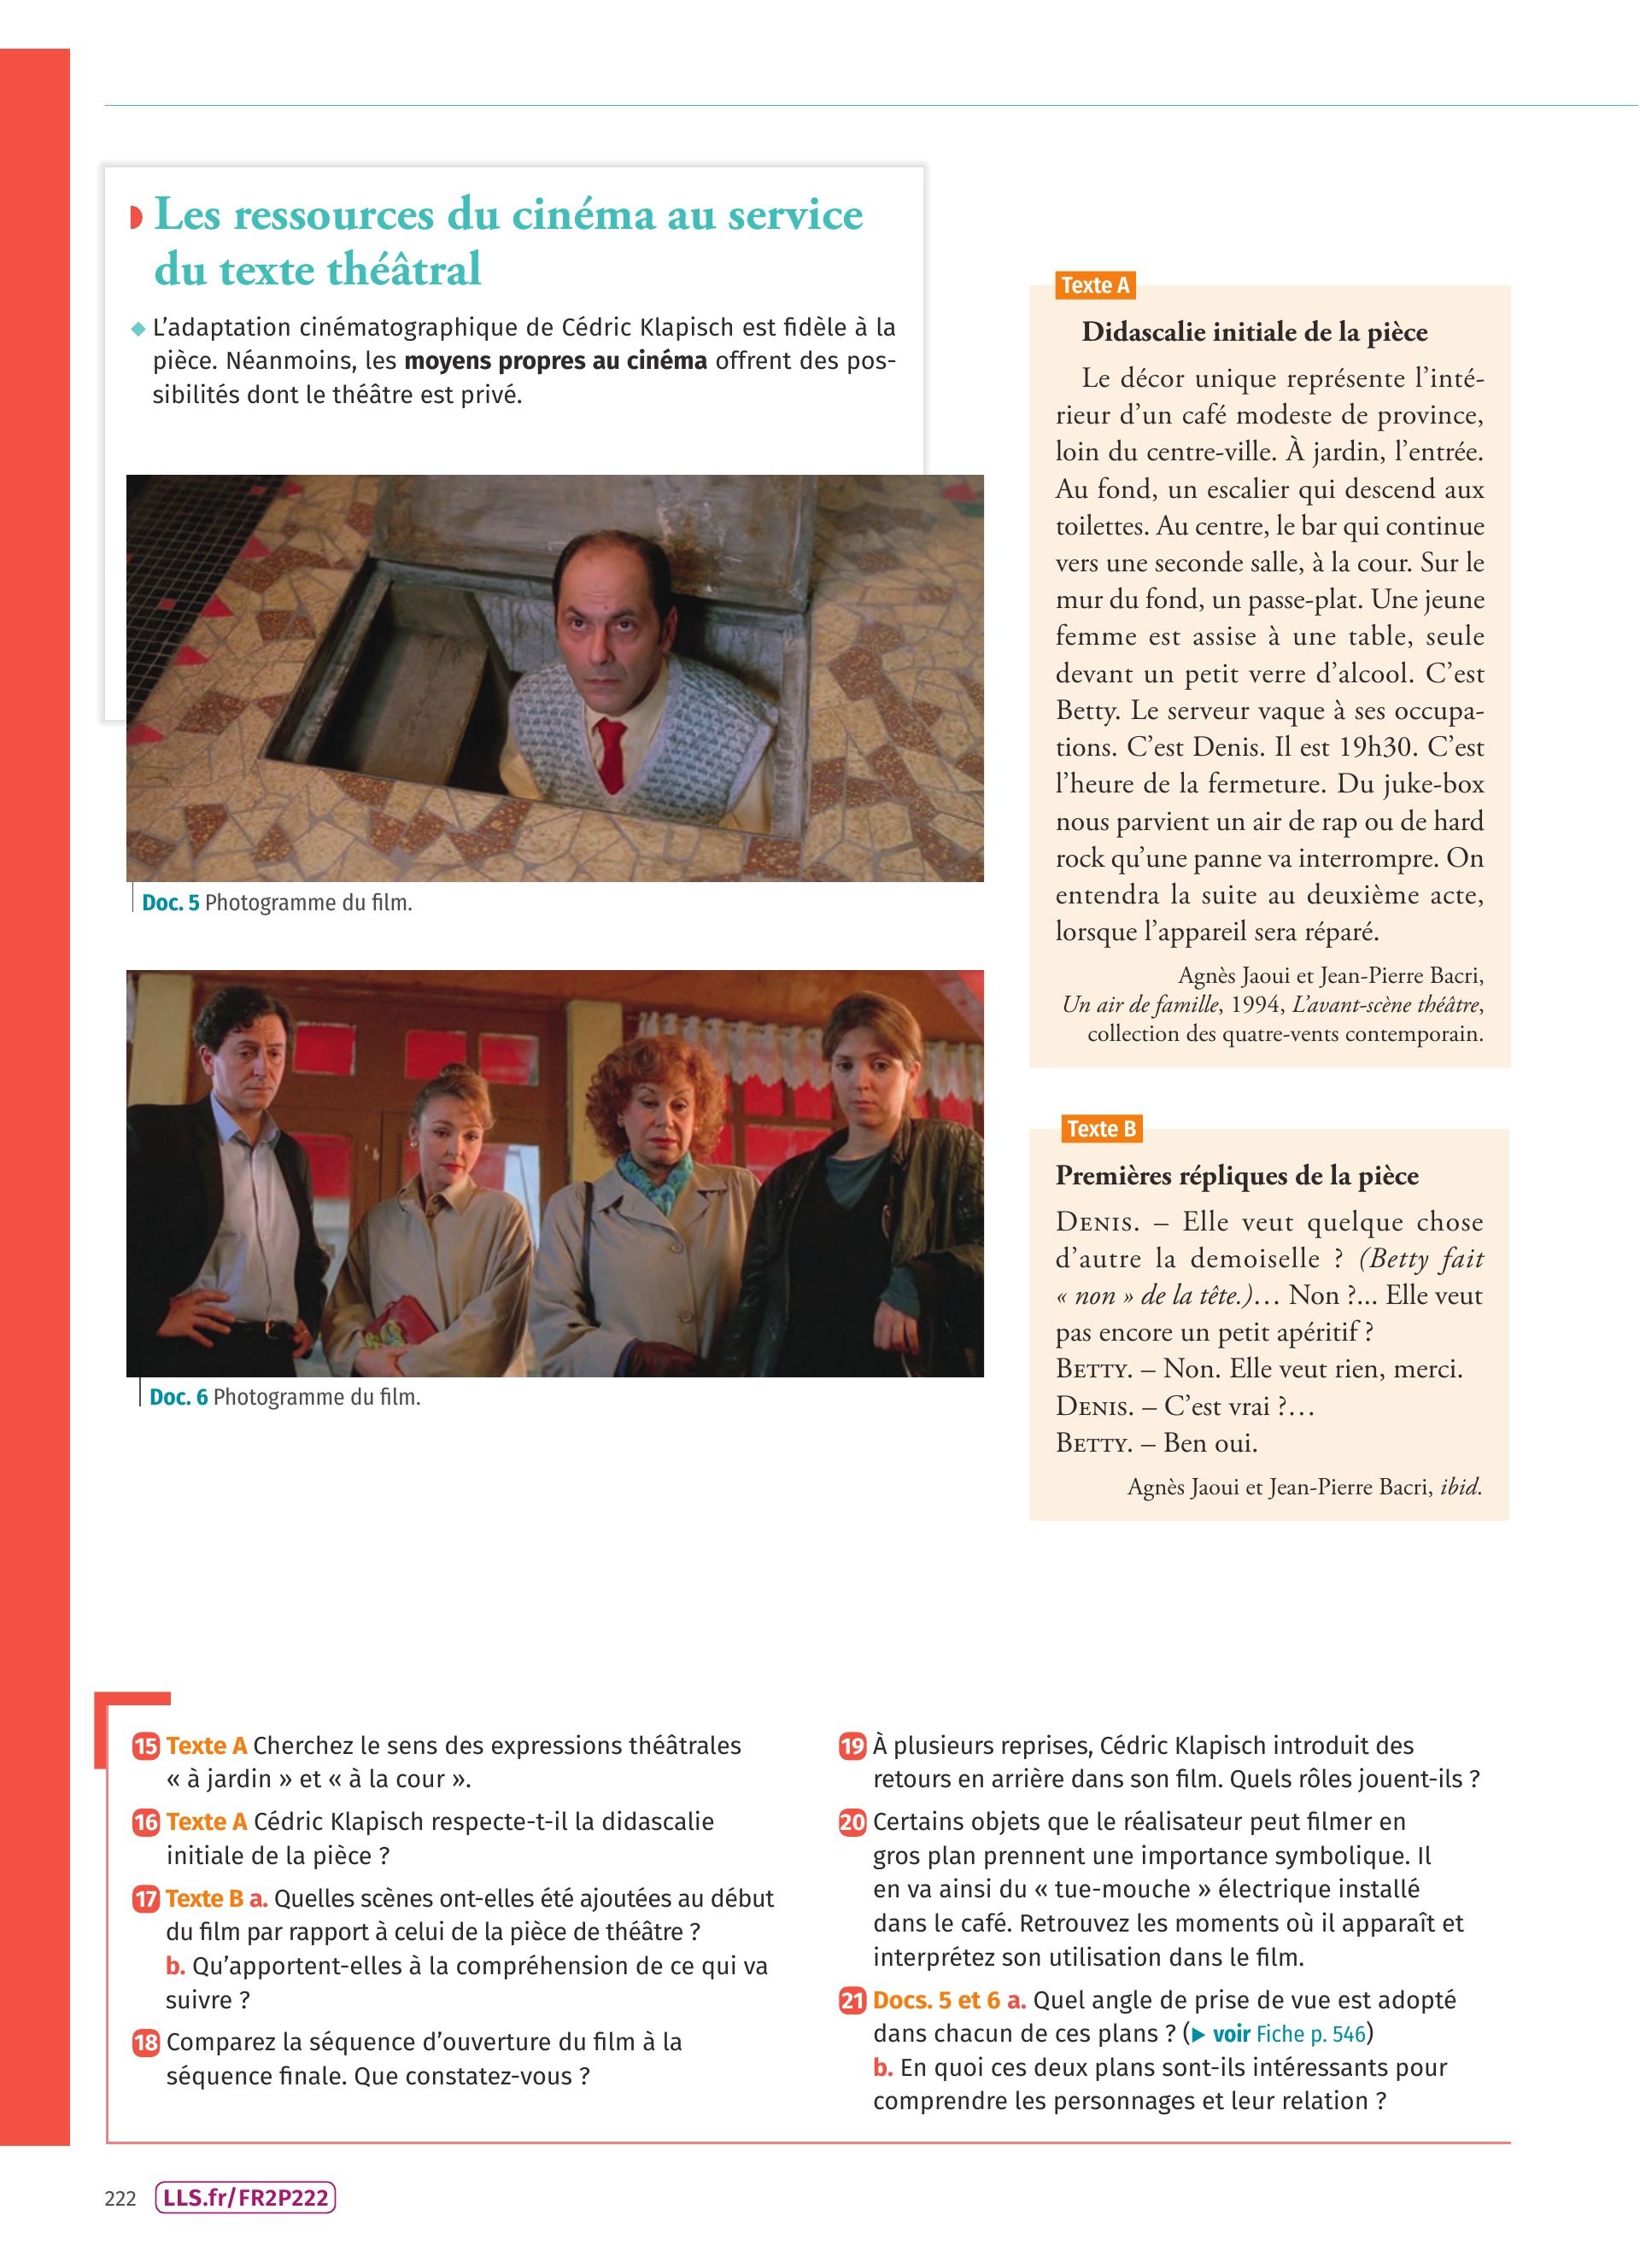 Les ressources du cinéma au service
du texte théâtral
L'adaptation cinématographique de Cédric Klapisch est fidèle à la
pièce. Néanmoins, les moyens propres au cinéma offrent des pos-
sibilités dont le théâtre est privé.
Doc. 5 Photogramme du film.
Doc. 6 Photogramme du film.
Texte A
Didascalie initiale de la pièce
Le décor unique représente l'inté-
rieur d'un café modeste de province,
loin du centre-ville. À jardin, l'entrée.
Au fond, un escalier qui descend aux
toilettes. Au centre, le bar qui continue
vers une seconde salle, à la cour. Sur le
mur du fond, un passe-plat. Une jeune
femme est assise à une table, seule
devant un petit verre d'alcool. C'est
Betty. Le serveur vaque à ses occupa-
tions. C'est Denis. Il est 19h30. C'est
l'heure de la fermeture. Du juke-box
nous parvient un air de rap ou de hard
rock qu'une panne va interrompre. On
entendra la suite au deuxième acte,
lorsque l'appareil sera réparé.
Agnès Jaoui et Jean-Pierre Bacri,
Un air de famille, 1994, L'avant-scène théâtre,
collection des quatre-vents contemporain.
Texte B
Premières répliques de la pièce
DENIS. – Elle veut quelque chose
d'autre la demoiselle ? (Betty fait
« non » de la tête.)… Non ?... Elle veut
pas encore un petit apéritif ?
BETTY. – Non. Elle veut rien, merci.
DENIS. – C'est vrai ?…
BETTY. – Ben oui.
Agnès Jaoui et Jean-Pierre Bacri, ibid.
15 Texte A Cherchez le sens des expressions théâtrales
« à jardin » et « à la cour ».
16 Texte A Cédric Klapisch respecte-t-il la didascalie
initiale de la pièce ?
17 Texte B a. Quelles scènes ont-elles été ajoutées au début
du film par rapport à celui de la pièce de théâtre ?
b. Qu'apportent-elles à la compréhension de ce qui va
suivre ?
18 Comparez la séquence d'ouverture du film à la
séquence finale. Que constatez-vous ?
19 À plusieurs reprises, Cédric Klapisch introduit des
retours en arrière dans son film. Quels rôles jouent-ils ?
20 Certains objets que le réalisateur peut filmer en
gros plan prennent une importance symbolique. Il
en va ainsi du « tue-mouche » électrique installé
dans le café. Retrouvez les moments où il apparaît et
interprétez son utilisation dans le film.
21 Docs. 5 et 6 a. Quel angle de prise de vue est adopté
dans chacun de ces plans ? (▶ voir Fiche p. 546)
b. En quoi ces deux plans sont-ils intéressants pour
comprendre les personnages et leur relation ?
222 LLS.fr/FR2P222